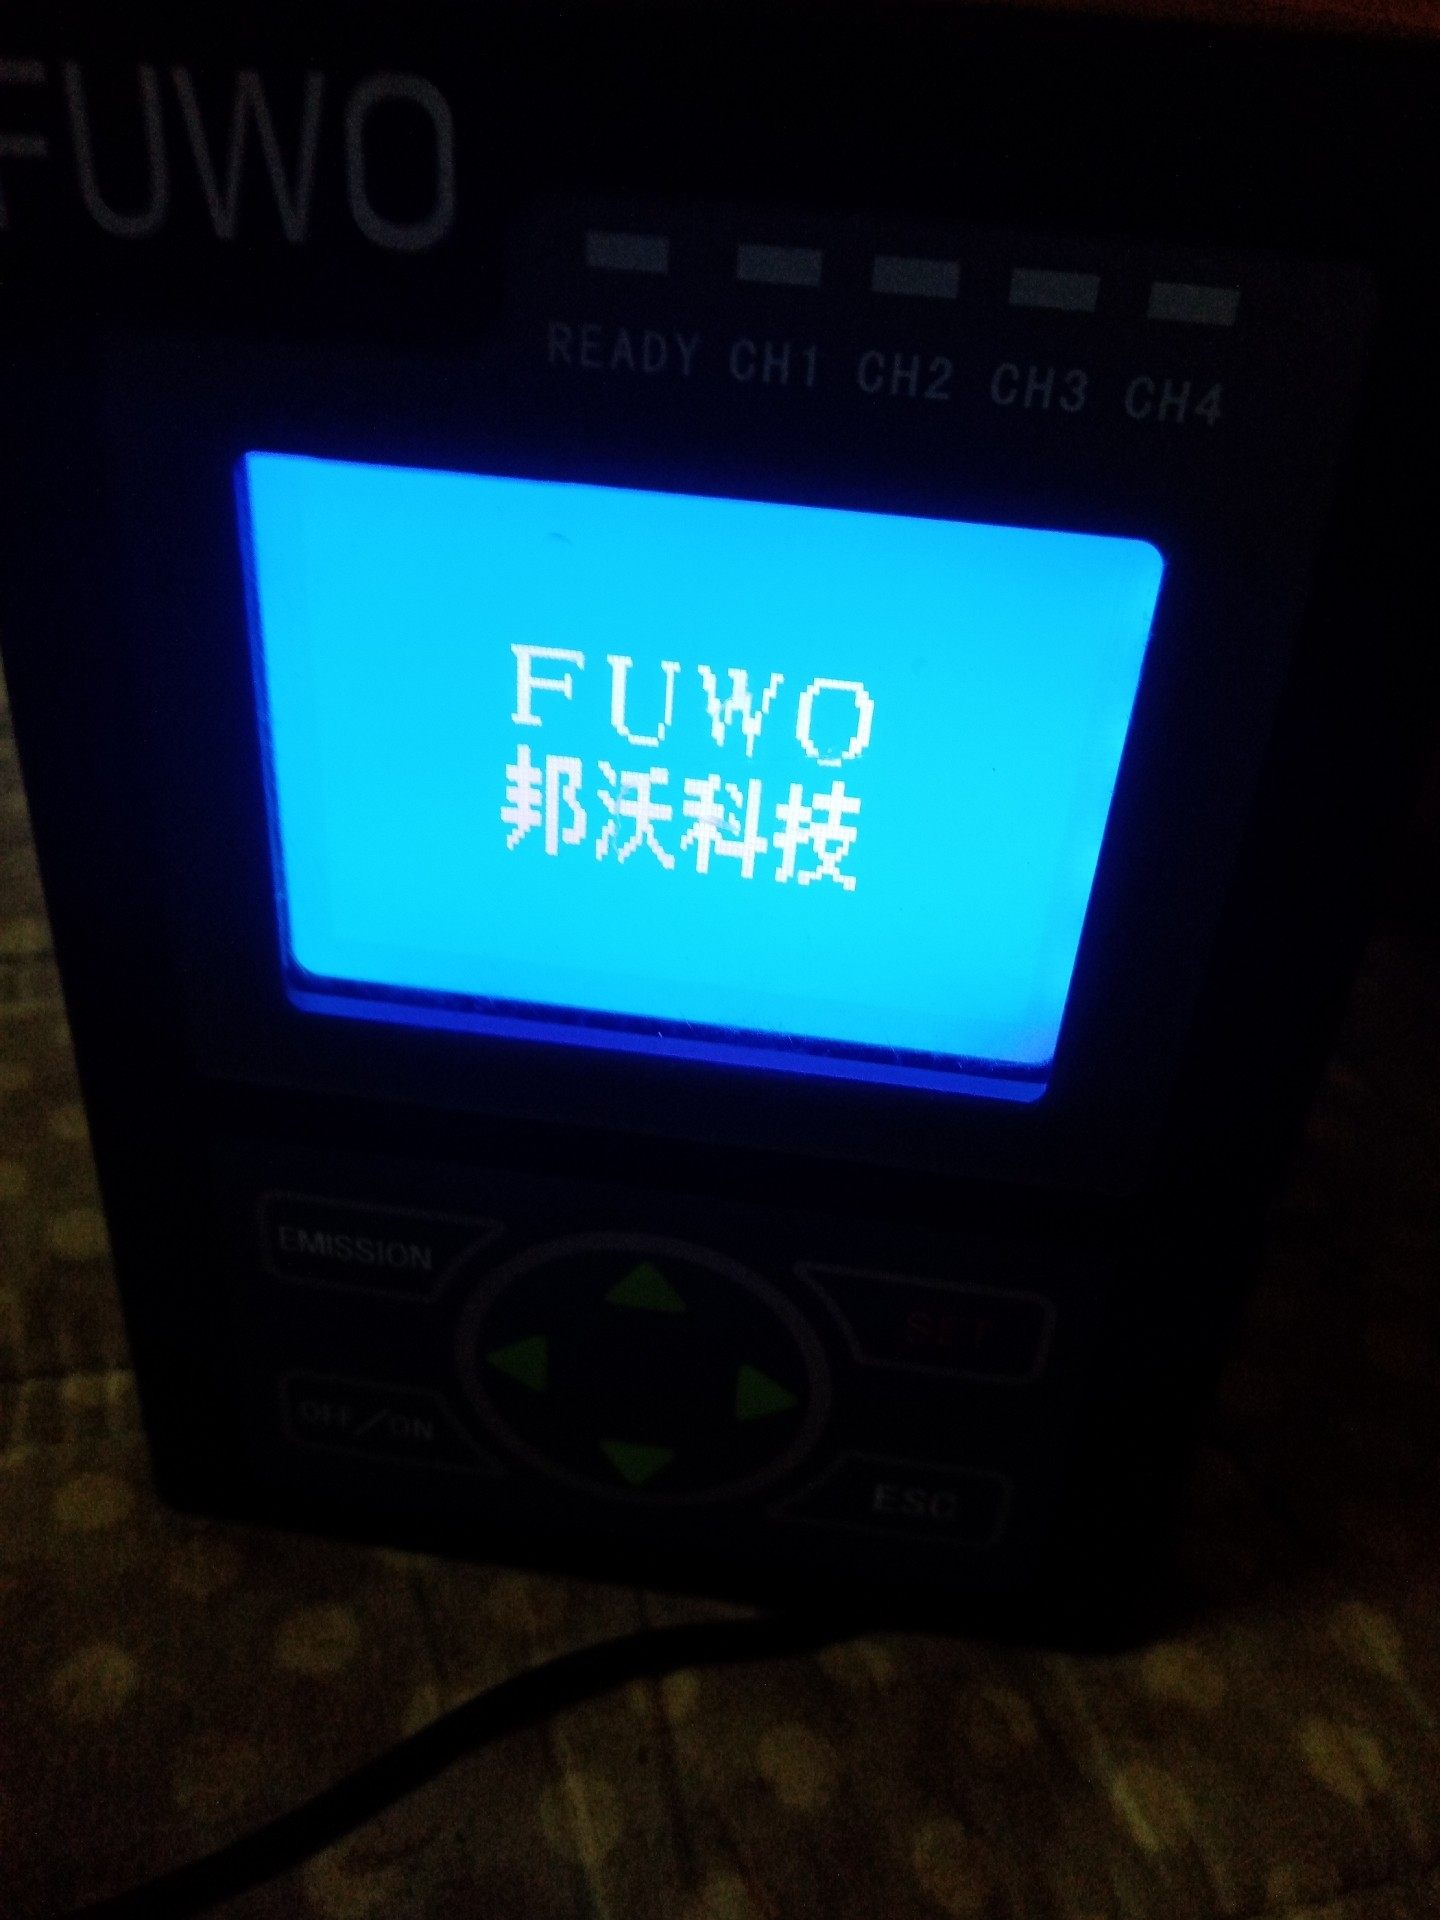 FUWO
READY CH1 CH2 CH3 CH4
FUWO
邦沃科技
EMISSION
SET
OFF/ON
ESC